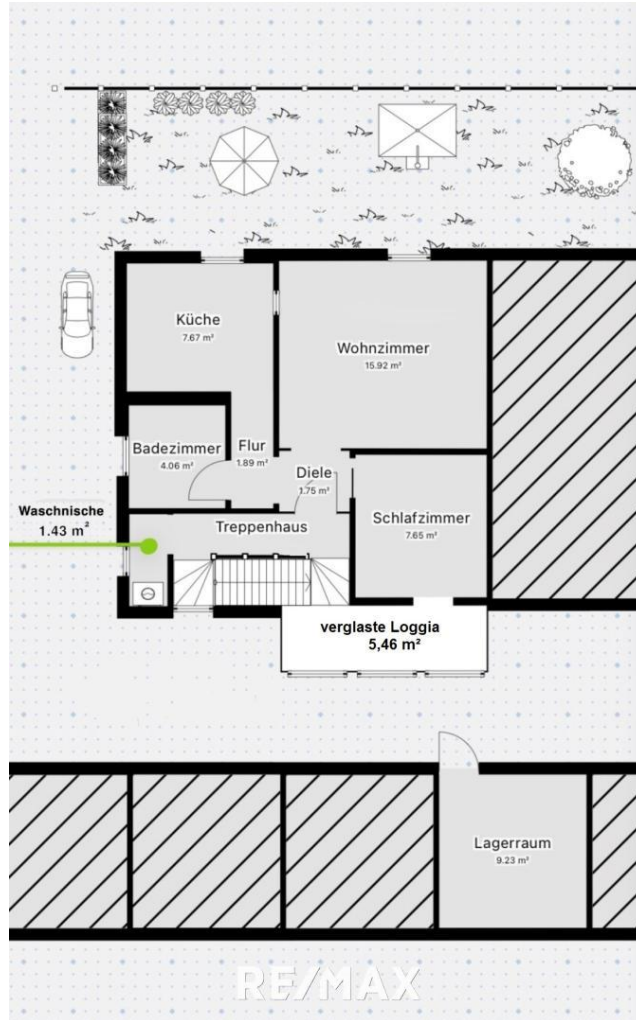 Küche
7.67 m²
Wohnzimmer
15.92 m²
Badezimmer
4.06 m²
Flur
1.89 m²
Diele
1.75 m²
Waschnische
1.43 m²
Treppenhaus
Schlafzimmer
7.65 m²
verglaste Loggia
5,46 m²
Lagerraum
9.23 m²
RE/MAX